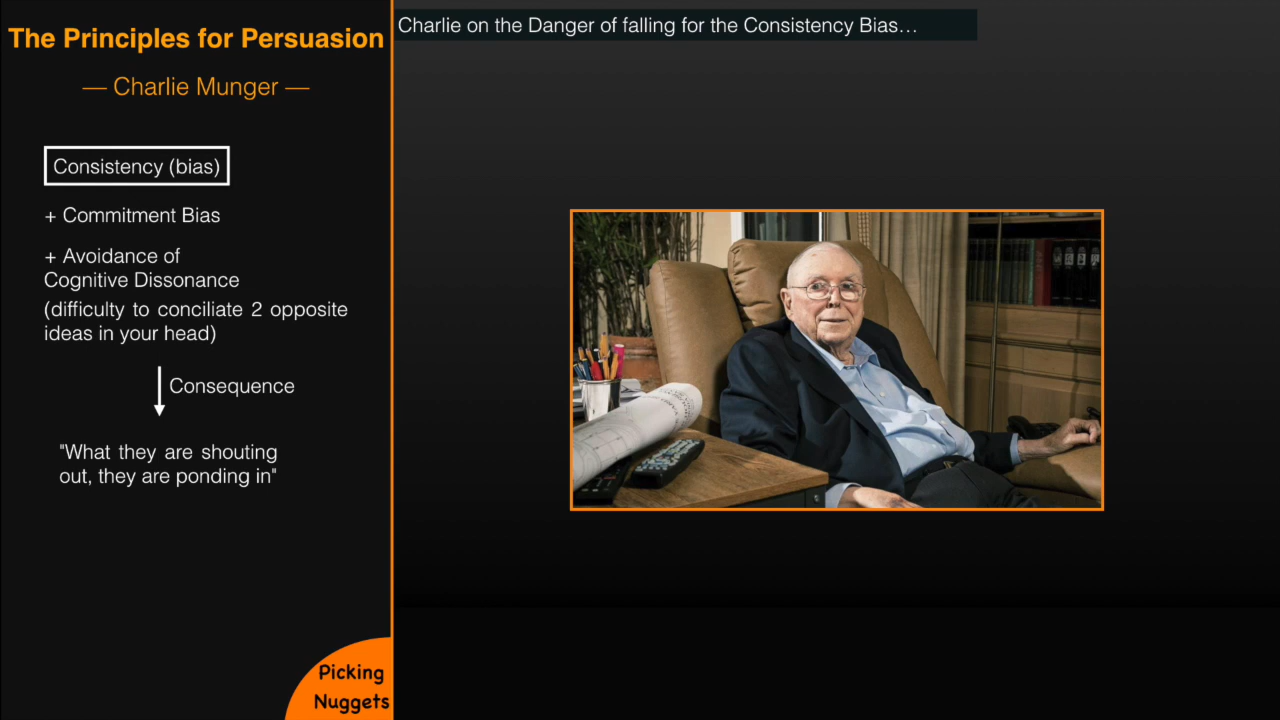 The Principles for Persuasion
— Charlie Munger —
Consistency (bias)
+ Commitment Bias
+ Avoidance of
Cognitive Dissonance
(difficulty to conciliate 2 opposite
ideas in your head)
Consequence
"What they are shouting
out, they are ponding in"
Picking
Nuggets
Charlie on the Danger of falling for the Consistency Bias…